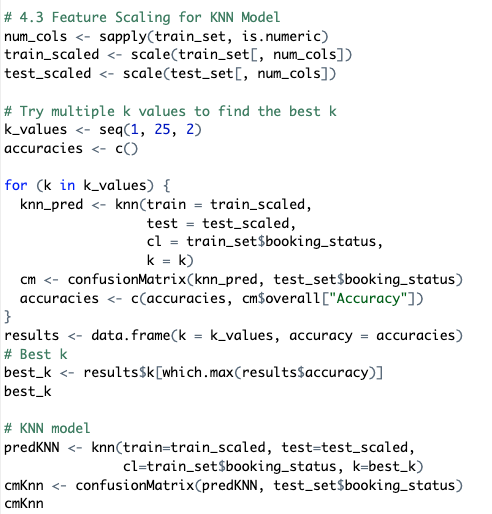 # 4.3 Feature Scaling for KNN Model
num_cols <- sapply(train_set, is.numeric)
train_scaled <- scale(train_set[, num_cols])
test_scaled <- scale(test_set[, num_cols])

# Try multiple k values to find the best k
k_values <- seq(1, 25, 2)
accuracies <- c()

for (k in k_values) {
  knn_pred <- knn(train = train_scaled,
                  test = test_scaled,
                  cl = train_set$booking_status,
                  k = k)
  cm <- confusionMatrix(knn_pred, test_set$booking_status)
  accuracies <- c(accuracies, cm$overall["Accuracy"])
}
results <- data.frame(k = k_values, accuracy = accuracies)
# Best k
best_k <- results$k[which.max(results$accuracy)]
best_k

# KNN model
predKNN <- knn(train=train_scaled, test=test_scaled,
               cl=train_set$booking_status, k=best_k)
cmKnn <- confusionMatrix(predKNN, test_set$booking_status)
cmKnn